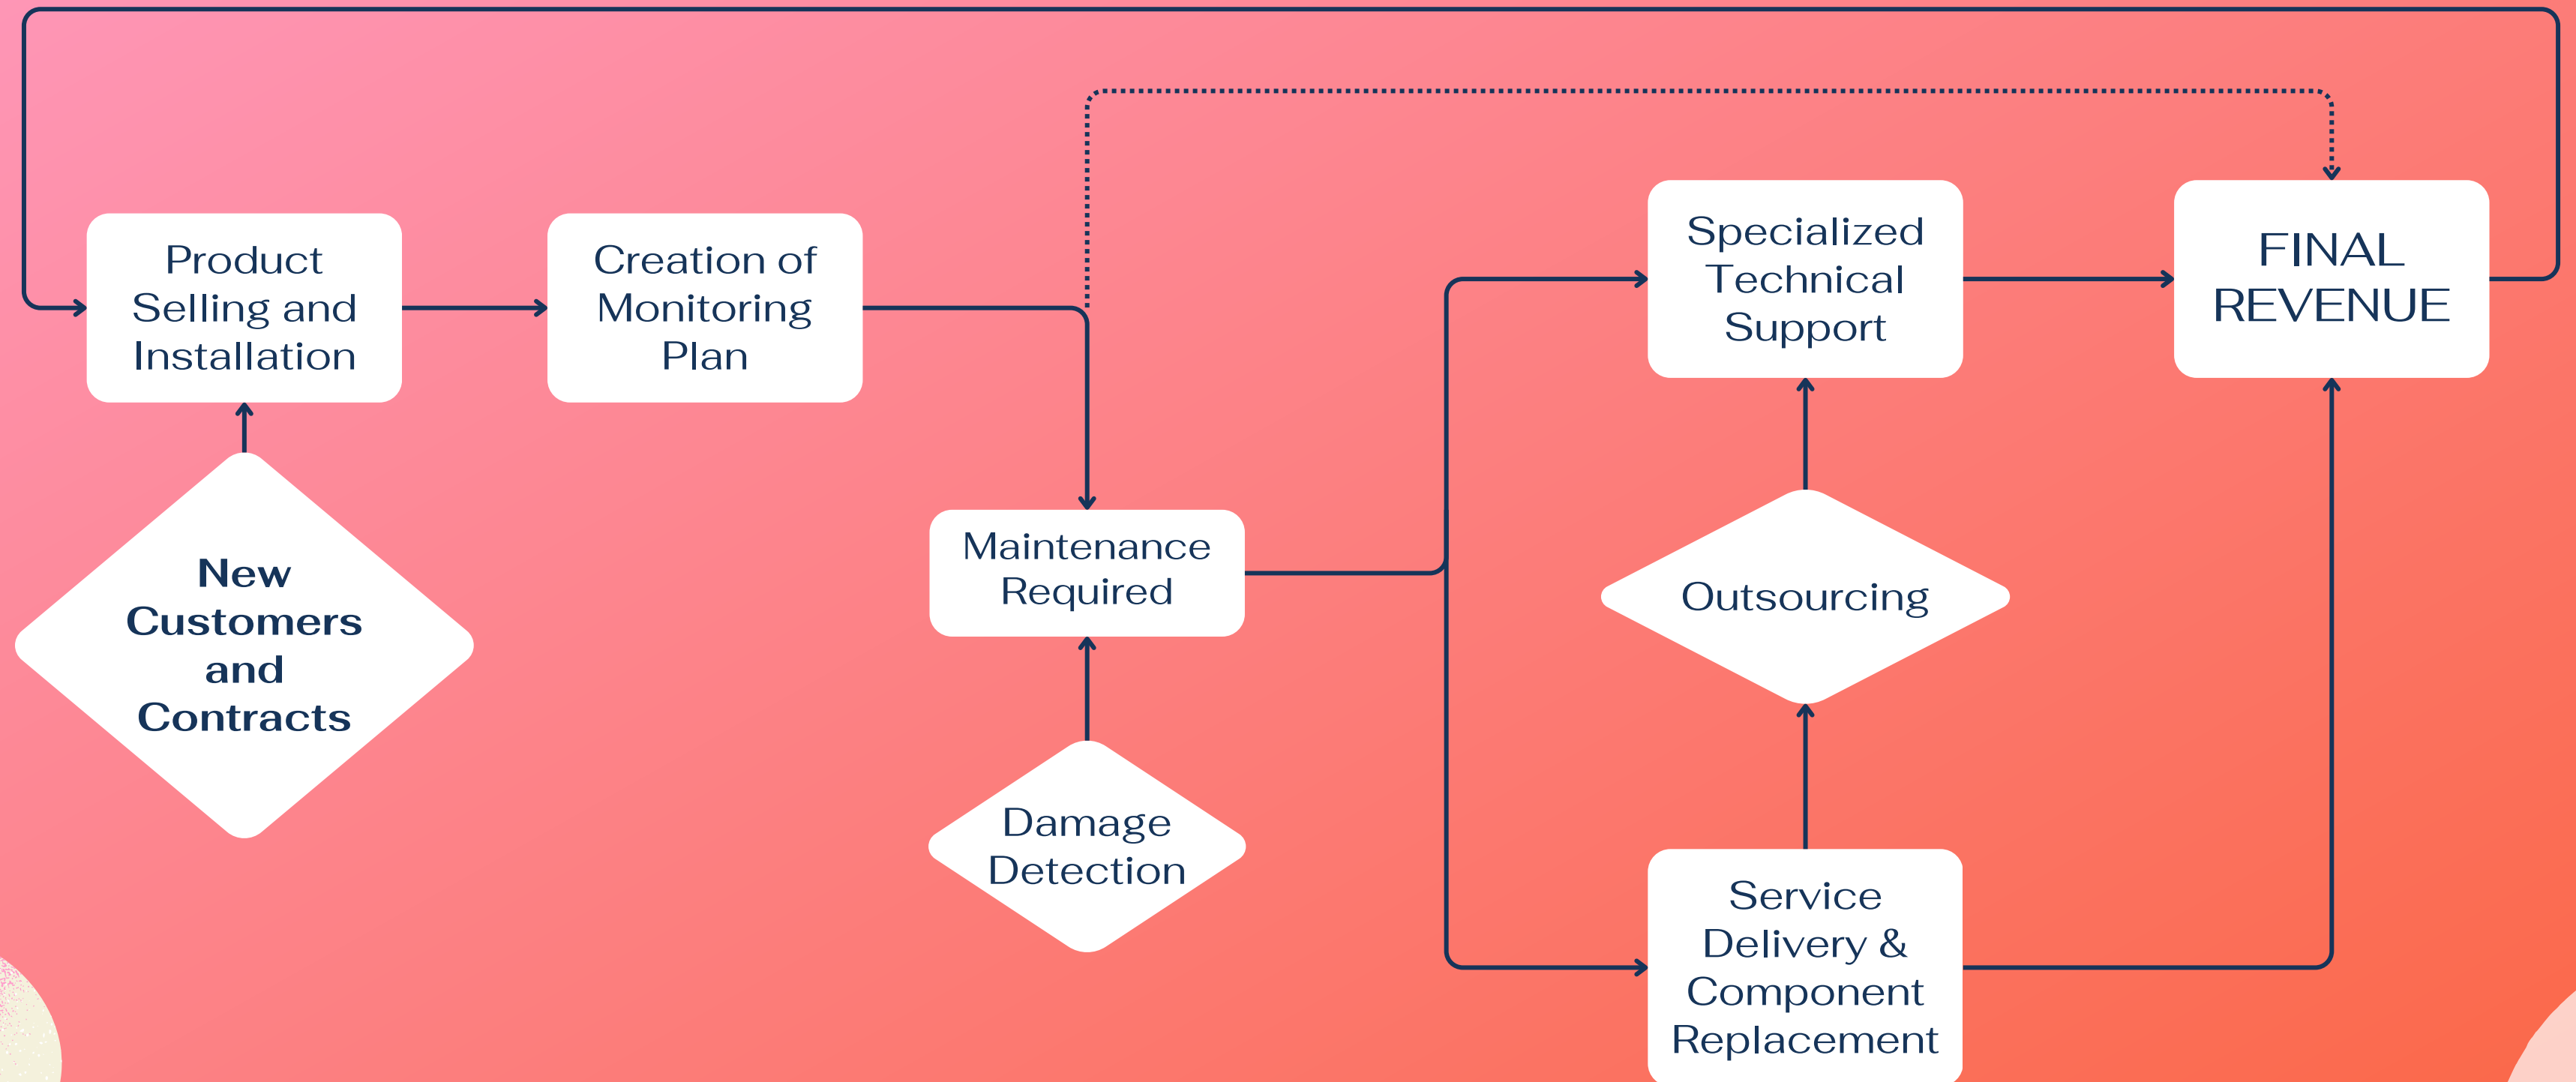 Product
Selling and
Installation
Creation of
Monitoring
Plan
Specialized
Technical
Support
FINAL
REVENUE
New
Customers
and
Contracts
Maintenance
Required
Outsourcing
Damage
Detection
Service
Delivery &
Component
Replacement